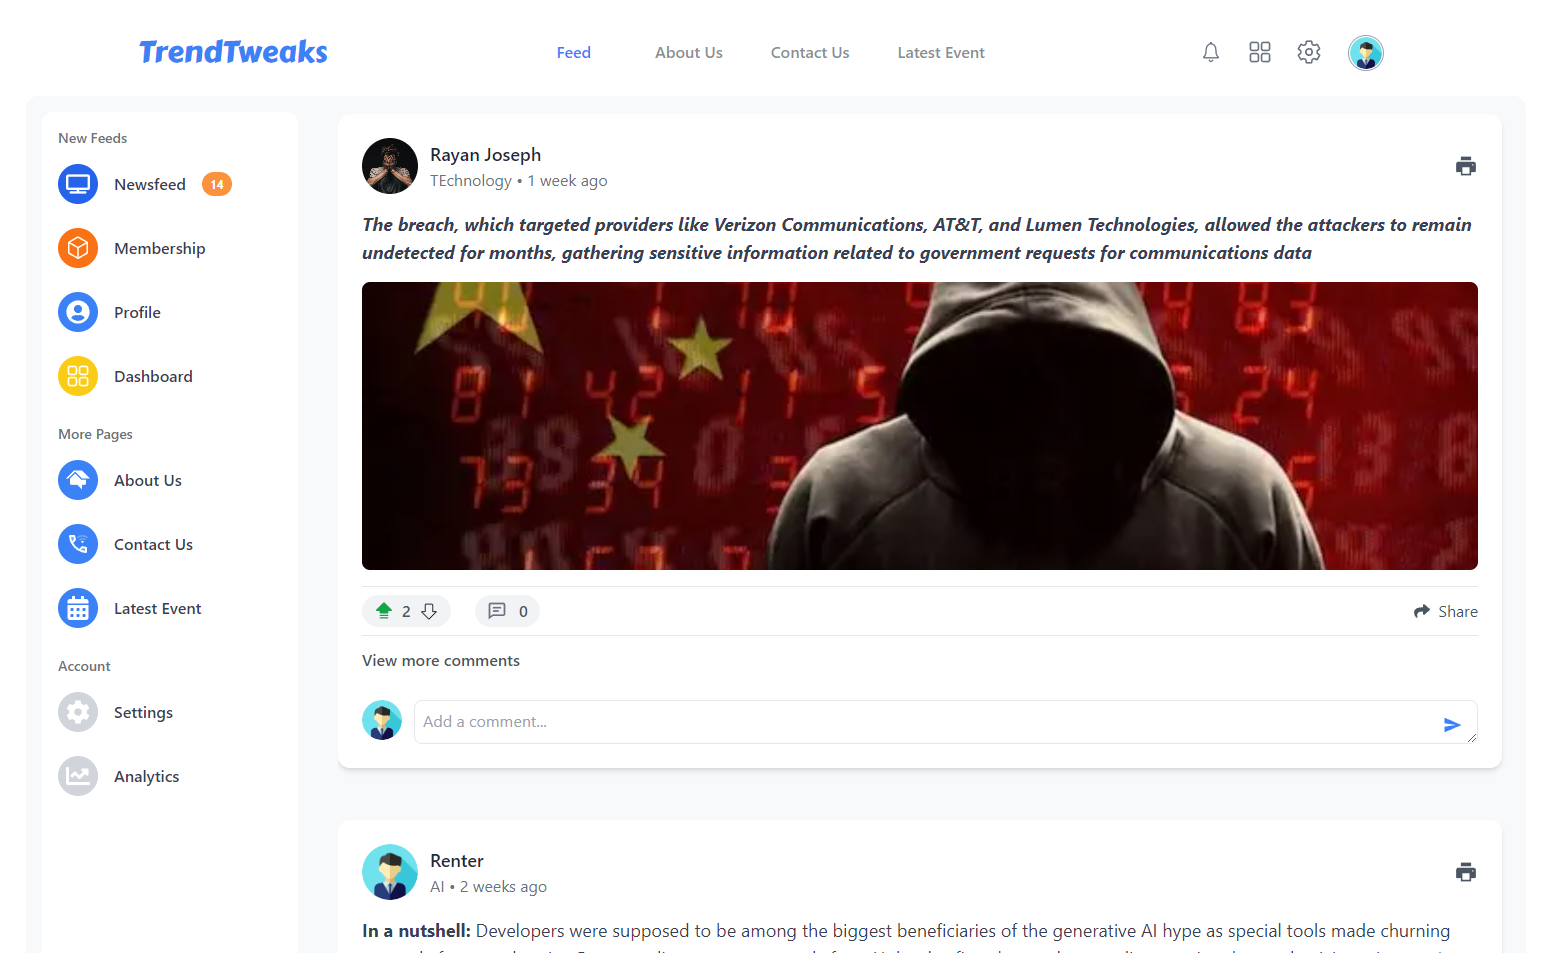 TrendTweaks
Feed
About Us
Contact Us
Latest Event
New Feeds
Newsfeed 14
Membership
Profile
Dashboard
More Pages
About Us
Contact Us
Latest Event
Account
Settings
Analytics
Rayan Joseph
TEchnology • 1 week ago
The breach, which targeted providers like Verizon Communications, AT&T, and Lumen Technologies, allowed the attackers to remain
undetected for months, gathering sensitive information related to government requests for communications data
2
0
Share
View more comments
Add a comment...
Renter
AI • 2 weeks ago
In a nutshell: Developers were supposed to be among the biggest beneficiaries of the generative AI hype as special tools made churning